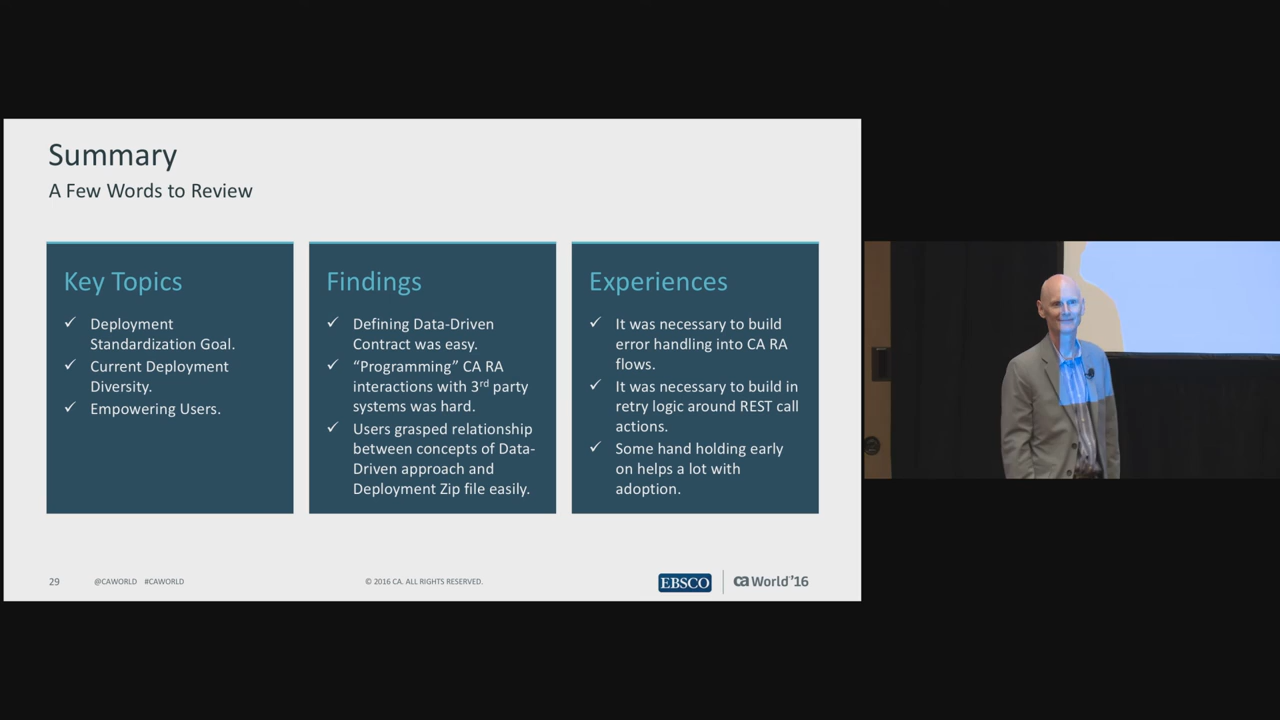 Summary
A Few Words to Review
Key Topics
✓ Deployment
Standardization Goal.
✓ Current Deployment
Diversity.
✓ Empowering Users.
Findings
✓ Defining Data-Driven
Contract was easy.
✓ “Programming” CA RA
interactions with 3rd party
systems was hard.
✓ Users grasped relationship
between concepts of Data-
Driven approach and
Deployment Zip file easily.
Experiences
✓ It was necessary to build
error handling into CA RA
flows.
✓ It was necessary to build in
retry logic around REST call
actions.
✓ Some hand holding early
on helps a lot with
adoption.
29 @CAWORLD #CAWORLD © 2016 CA. ALL RIGHTS RESERVED. EBSCO ca World’16